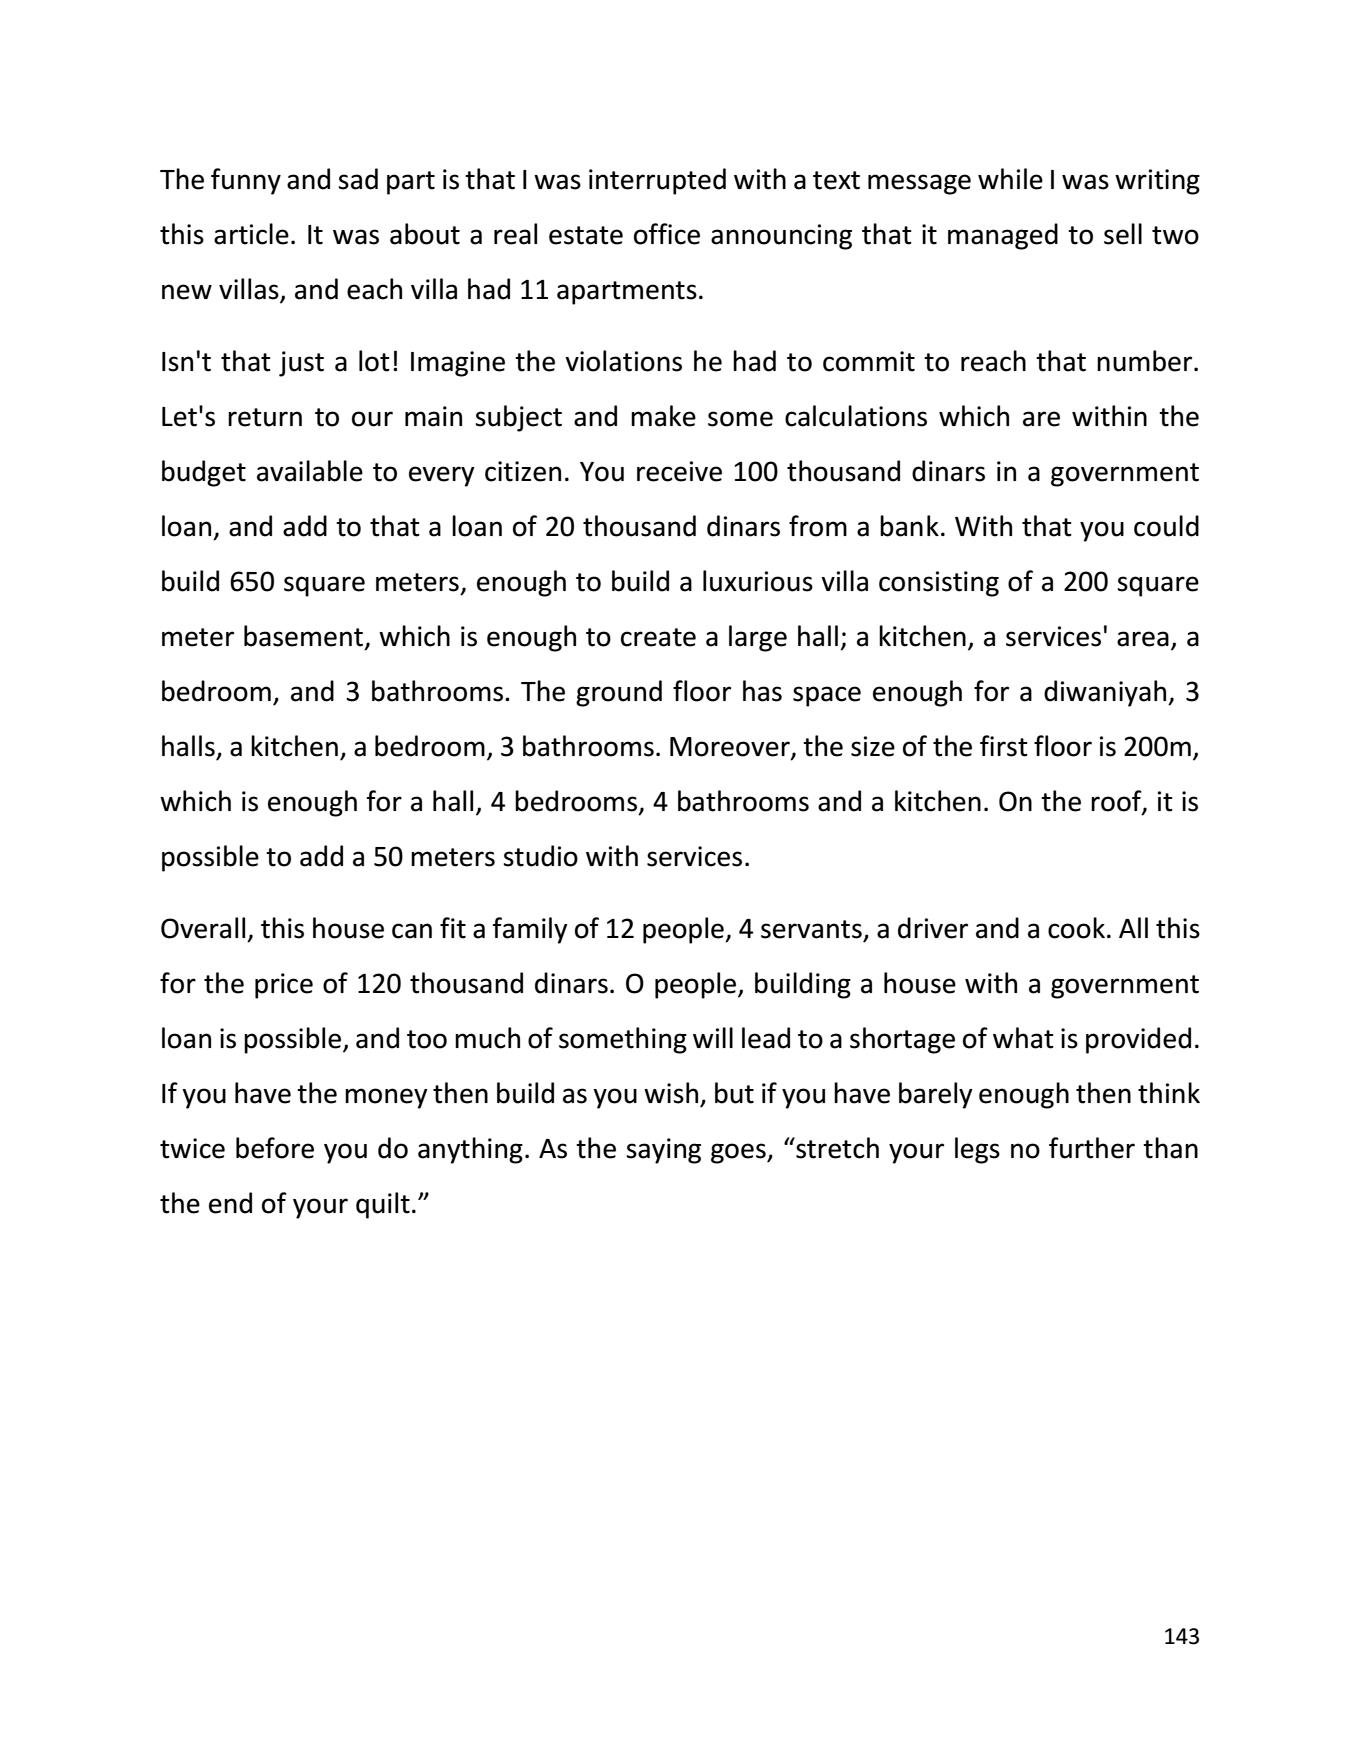 The funny and sad part is that I was interrupted with a text message while I was writing
this article. It was about a real estate office announcing that it managed to sell two
new villas, and each villa had 11 apartments.
Isn't that just a lot! Imagine the violations he had to commit to reach that number.
Let's return to our main subject and make some calculations which are within the
budget available to every citizen. You receive 100 thousand dinars in a government
loan, and add to that a loan of 20 thousand dinars from a bank. With that you could
build 650 square meters, enough to build a luxurious villa consisting of a 200 square
meter basement, which is enough to create a large hall; a kitchen, a services' area, a
bedroom, and 3 bathrooms. The ground floor has space enough for a diwaniyah, 3
halls, a kitchen, a bedroom, 3 bathrooms. Moreover, the size of the first floor is 200m,
which is enough for a hall, 4 bedrooms, 4 bathrooms and a kitchen. On the roof, it is
possible to add a 50 meters studio with services.
Overall, this house can fit a family of 12 people, 4 servants, a driver and a cook. All this
for the price of 120 thousand dinars. O people, building a house with a government
loan is possible, and too much of something will lead to a shortage of what is provided.
If you have the money then build as you wish, but if you have barely enough then think
twice before you do anything. As the saying goes, “stretch your legs no further than
the end of your quilt.”
143